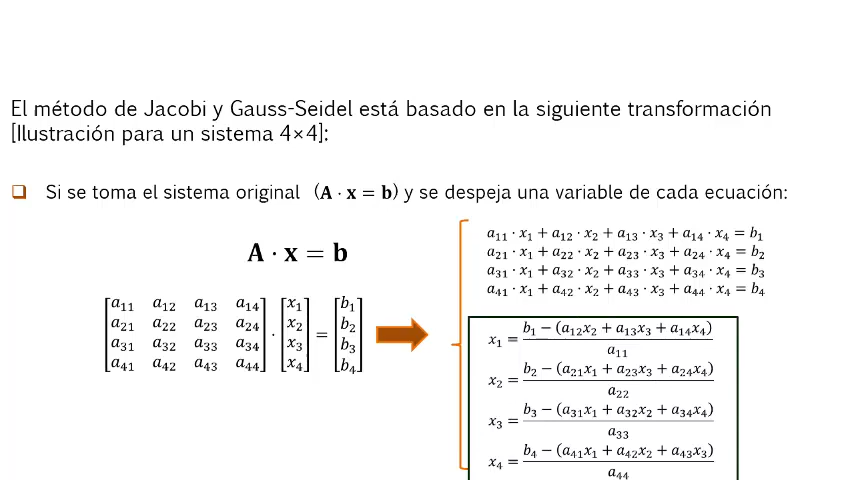 El método de Jacobi y Gauss-Seidel está basado en la siguiente transformación
[Ilustración para un sistema 4×4]:
❑ Si se toma el sistema original (𝐀 · 𝐱 = 𝐛) y se despeja una variable de cada ecuación:
𝐀 · 𝐱 = 𝐛
a₁₁ a₁₂ a₁₃ a₁₄ x₁ b₁
a₂₁ a₂₂ a₂₃ a₂₄ x₂ b₂
· =
a₃₁ a₃₂ a₃₃ a₃₄ x₃ b₃
a₄₁ a₄₂ a₄₃ a₄₄ x₄ b₄
a₁₁ · x₁ + a₁₂ · x₂ + a₁₃ · x₃ + a₁₄ · x₄ = b₁
a₂₁ · x₁ + a₂₂ · x₂ + a₂₃ · x₃ + a₂₄ · x₄ = b₂
a₃₁ · x₁ + a₃₂ · x₂ + a₃₃ · x₃ + a₃₄ · x₄ = b₃
a₄₁ · x₁ + a₄₂ · x₂ + a₄₃ · x₃ + a₄₄ · x₄ = b₄
x₁ = b₁ − (a₁₂x₂ + a₁₃x₃ + a₁₄x₄)
a₁₁
x₂ = b₂ − (a₂₁x₁ + a₂₃x₃ + a₂₄x₄)
a₂₂
x₃ = b₃ − (a₃₁x₁ + a₃₂x₂ + a₃₄x₄)
a₃₃
x₄ = b₄ − (a₄₁x₁ + a₄₂x₂ + a₄₃x₃)
a₄₄